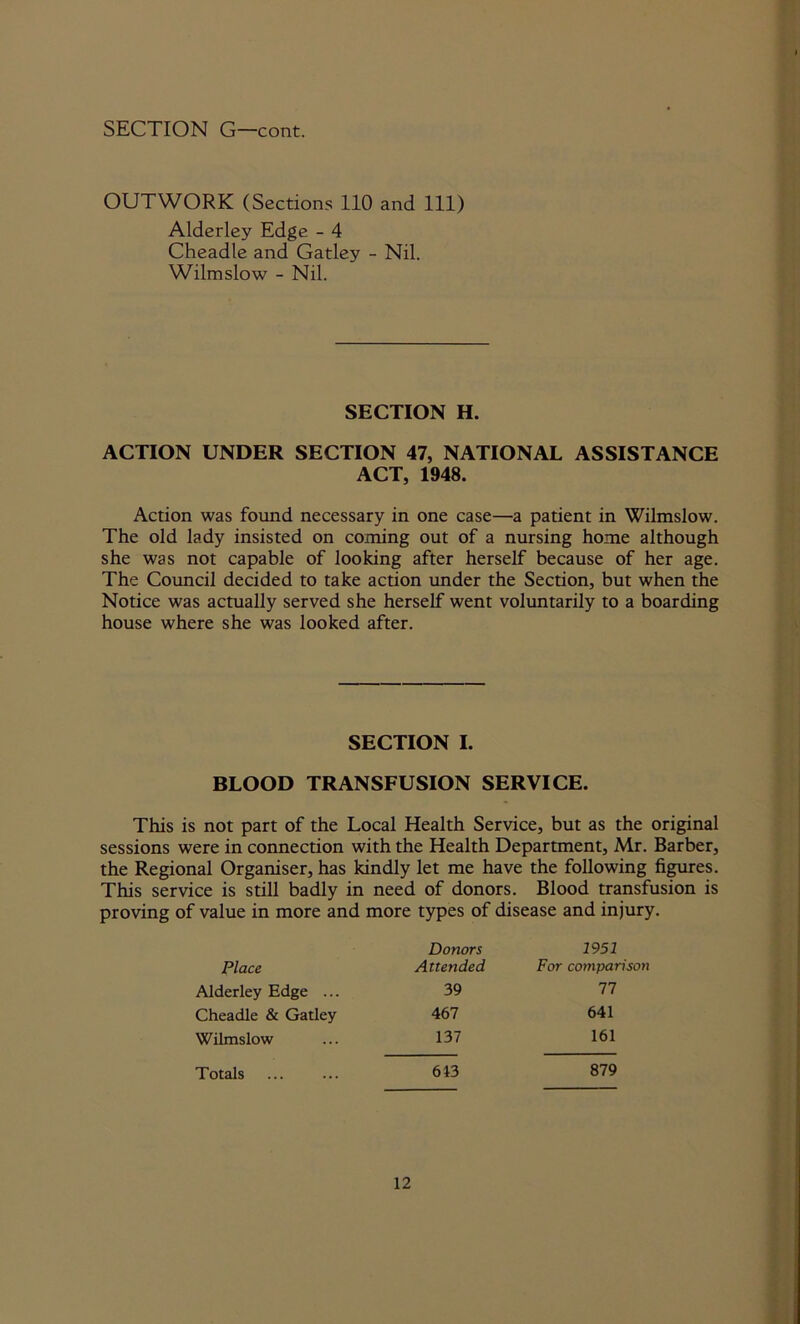 SECTION G—cont.
OUTWORK (Sections 110 and 111)
Alderley Edge - 4
Cheadle and Gatley - Nil.
Wilmslow - Nil.
SECTION H.
ACTION UNDER SECTION 47, NATIONAL ASSISTANCE
ACT, 1948.
Action was found necessary in one case—a patient in Wilmslow.
The old lady insisted on coming out of a nursing home although
she was not capable of looking after herself because of her age.
The Council decided to take action under the Section, but when the
Notice was actually served she herself went voluntarily to a boarding
house where she was looked after.
SECTION I.
BLOOD TRANSFUSION SERVICE.
This is not part of the Local Health Service, but as the original
sessions were in connection with the Health Department, Mr. Barber,
the Regional Organiser, has kindly let me have the following figures.
This service is still badly in need of donors. Blood transfusion is
proving of value in more and more types of disease and injury.
Donors 1951
Place Attended For comparison
Alderley Edge ... 39 77
Cheadle & Gatley 467 641
Wilmslow ... 137 161
Totals ... ... 643 879
12